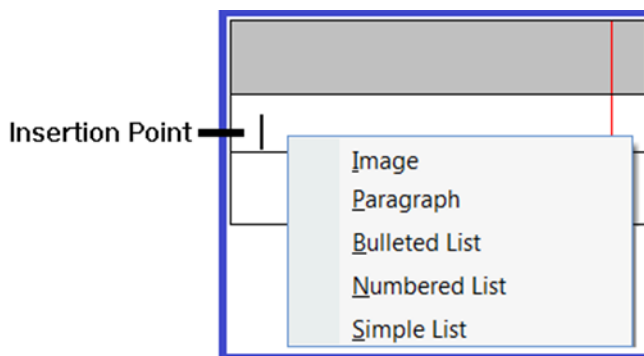 Insertion Point
Image
Paragraph
Bulleted List
Numbered List
Simple List